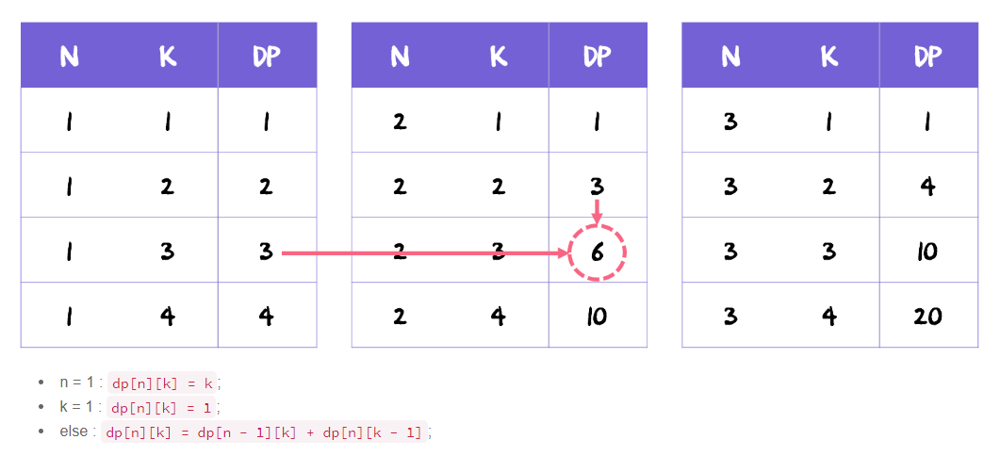 N K DP N K DP N K DP
1 1 1 2 1 1 3 1 1
1 2 2 2 2 3 3 2 4
1 3 3 2 3 6 3 3 10
1 4 4 2 4 10 3 4 20
• n = 1 : dp[n][k] = k;
• k = 1 : dp[n][k] = 1;
• else : dp[n][k] = dp[n - 1][k] + dp[n][k - 1];